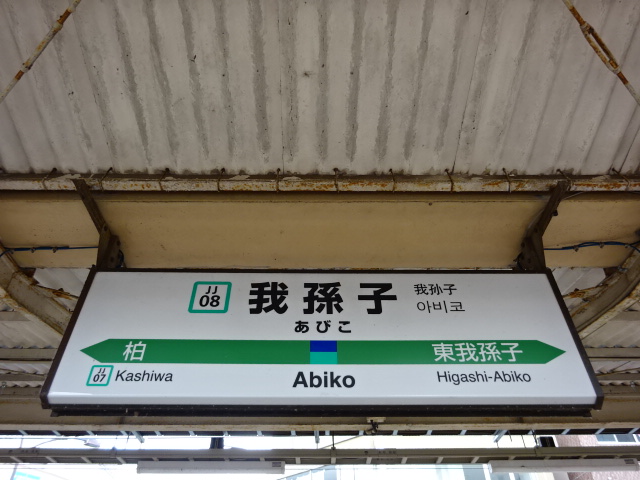 JJ
08
我孫子
我孙子
아비코
あびこ
柏
東我孫子
JJ
07
Kashiwa
Abiko
Higashi-Abiko